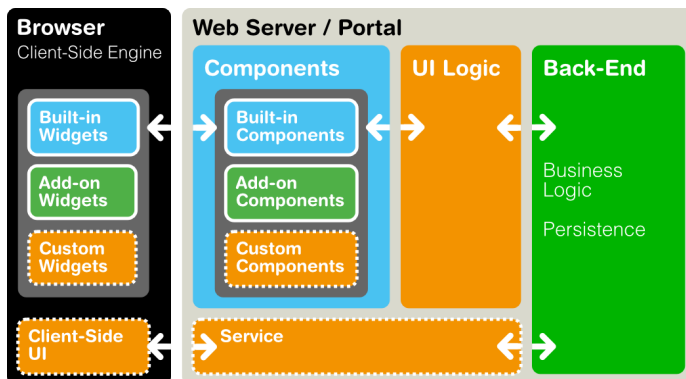 Browser
Client-Side Engine
Built-in
Widgets
Add-on
Widgets
Custom
Widgets
Client-Side
UI
Web Server / Portal
Components
Built-in
Components
Add-on
Components
Custom
Components
UI Logic
Back-End
Business
Logic
Persistence
Service